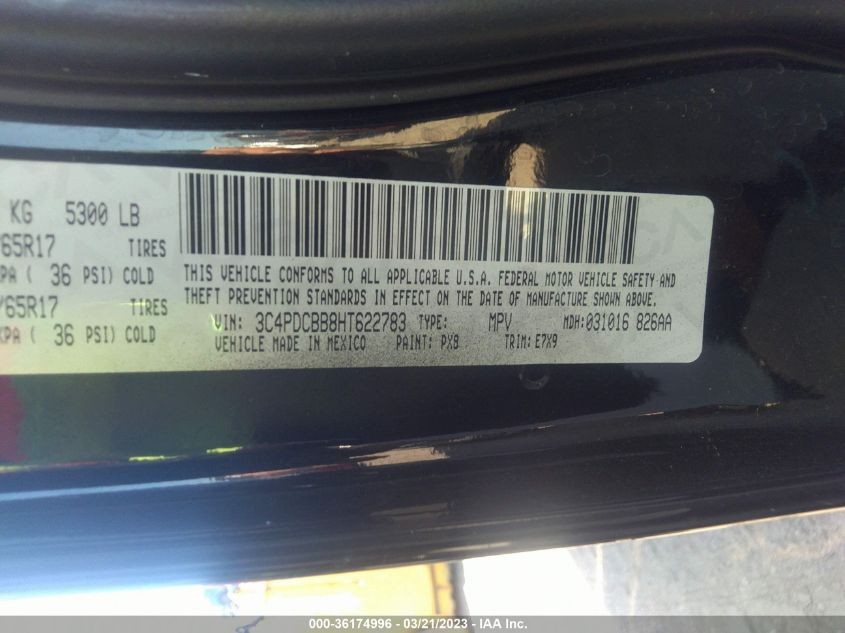 KG 5300 LB
/65R17 TIRES
KPA ( 36 PSI) COLD
/65R17 TIRES
KPA ( 36 PSI) COLD
THIS VEHICLE CONFORMS TO ALL APPLICABLE U.S.A. FEDERAL MOTOR VEHICLE SAFETY AND
THEFT PREVENTION STANDARDS IN EFFECT ON THE DATE OF MANUFACTURE SHOWN ABOVE.
VIN: 3C4PDCBB8HT622783 TYPE: MPV MDH:031016 826AA
VEHICLE MADE IN MEXICO PAINT: PX8 TRIM: E7X9
000-36174996 - 03/21/2023 - IAA Inc.